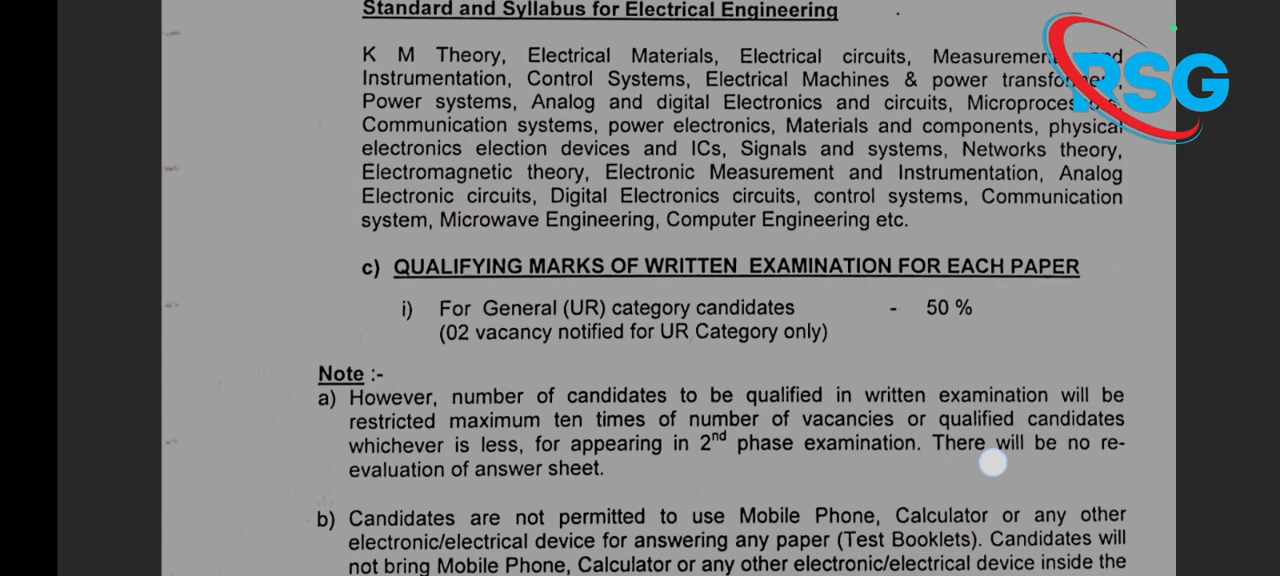 Standard and Syllabus for Electrical Engineering
K M Theory, Electrical Materials, Electrical circuits, Measurement and
Instrumentation, Control Systems, Electrical Machines & power transformers,
Power systems, Analog and digital Electronics and circuits, Microprocessors,
Communication systems, power electronics, Materials and components, physical
electronics election devices and ICs, Signals and systems, Networks theory,
Electromagnetic theory, Electronic Measurement and Instrumentation, Analog
Electronic circuits, Digital Electronics circuits, control systems, Communication
system, Microwave Engineering, Computer Engineering etc.
RSG
c) QUALIFYING MARKS OF WRITTEN EXAMINATION FOR EACH PAPER
i) For General (UR) category candidates - 50 %
(02 vacancy notified for UR Category only)
Note :-
a) However, number of candidates to be qualified in written examination will be
restricted maximum ten times of number of vacancies or qualified candidates
whichever is less, for appearing in 2nd phase examination. There will be no re-
evaluation of answer sheet.
b) Candidates are not permitted to use Mobile Phone, Calculator or any other
electronic/electrical device for answering any paper (Test Booklets). Candidates will
not bring Mobile Phone, Calculator or any other electronic/electrical device inside the